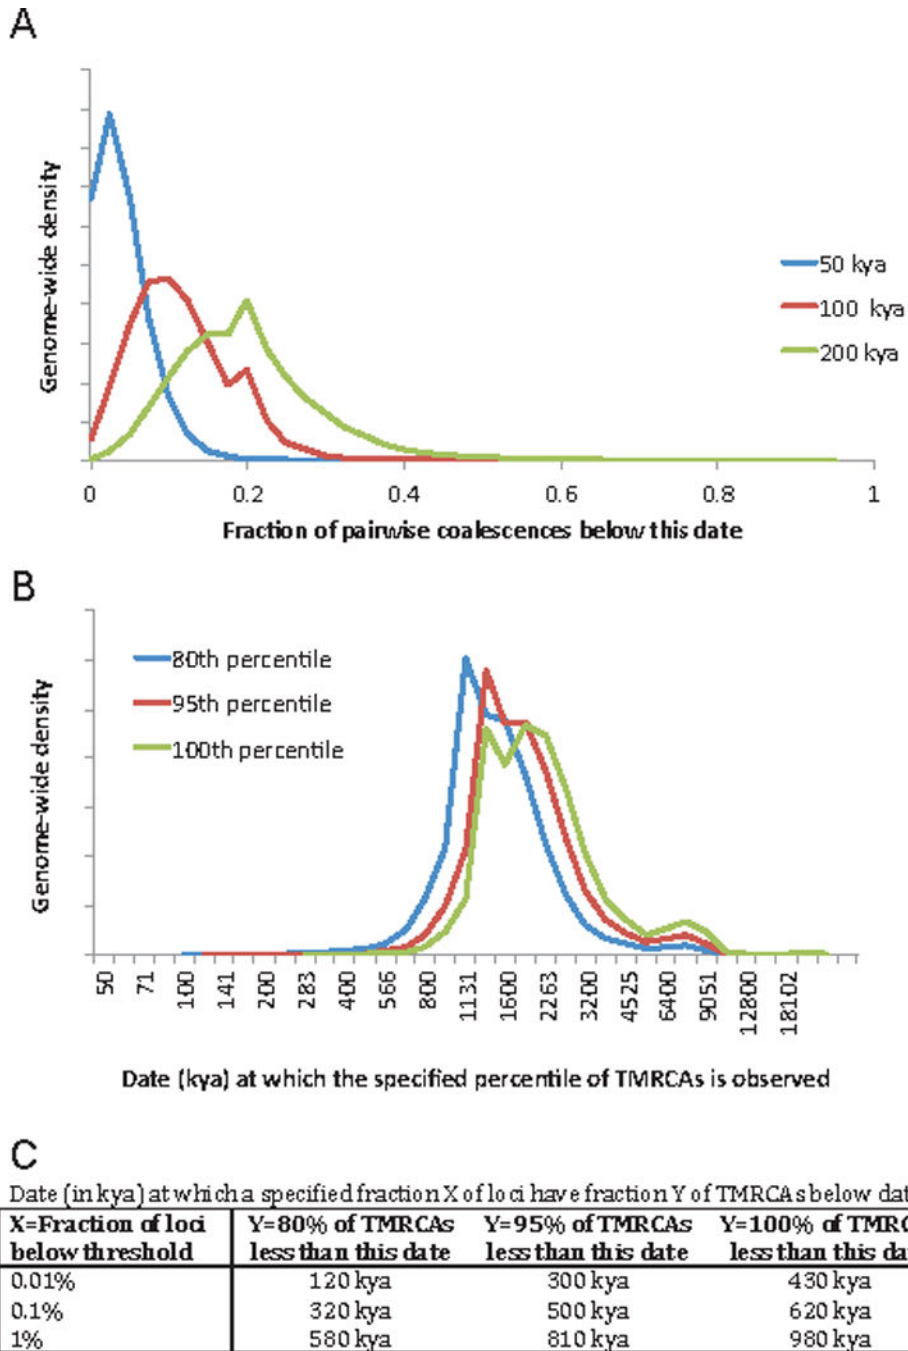 A
Genome-wide density
50 kya
100 kya
200 kya
0 0.2 0.4 0.6 0.8 1
Fraction of pairwise coalescences below this date
B
Genome-wide density
80th percentile
95th percentile
100th percentile
50 71 100 141 200 283 400 566 800 1131 1600 2263 3200 4525 6400 9051 12800 18102
Date (kya) at which the specified percentile of TMRCAs is observed
C
Date (in kya) at which a specified fraction X of loci have fraction Y of TMRCAs below dat
X=Fraction of loci Y=80% of TMRCAs Y=95% of TMRCAs Y=100% of TMRC
below threshold less than this date less than this date less than this da
0.01% 120 kya 300 kya 430 kya
0.1% 320 kya 500 kya 620 kya
1% 580 kya 810 kya 980 kya